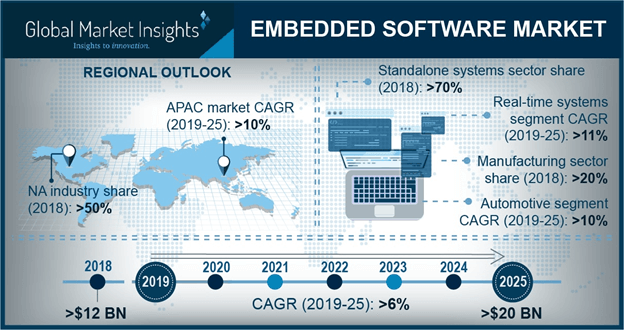 Global Market Insights
Insights to innovation.
EMBEDDED SOFTWARE MARKET
REGIONAL OUTLOOK
APAC market CAGR
(2019-25): >10%
NA industry share
(2018): >50%
Standalone systems sector share
(2018): >70%
Real-time systems
segment CAGR
(2019-25): >11%
Manufacturing sector
share (2018): >20%
Automotive segment
CAGR (2019-25): >10%
2018 2019 2020 2021 2022 2023 2024 2025
>$12 BN CAGR (2019-25): >6% >$20 BN